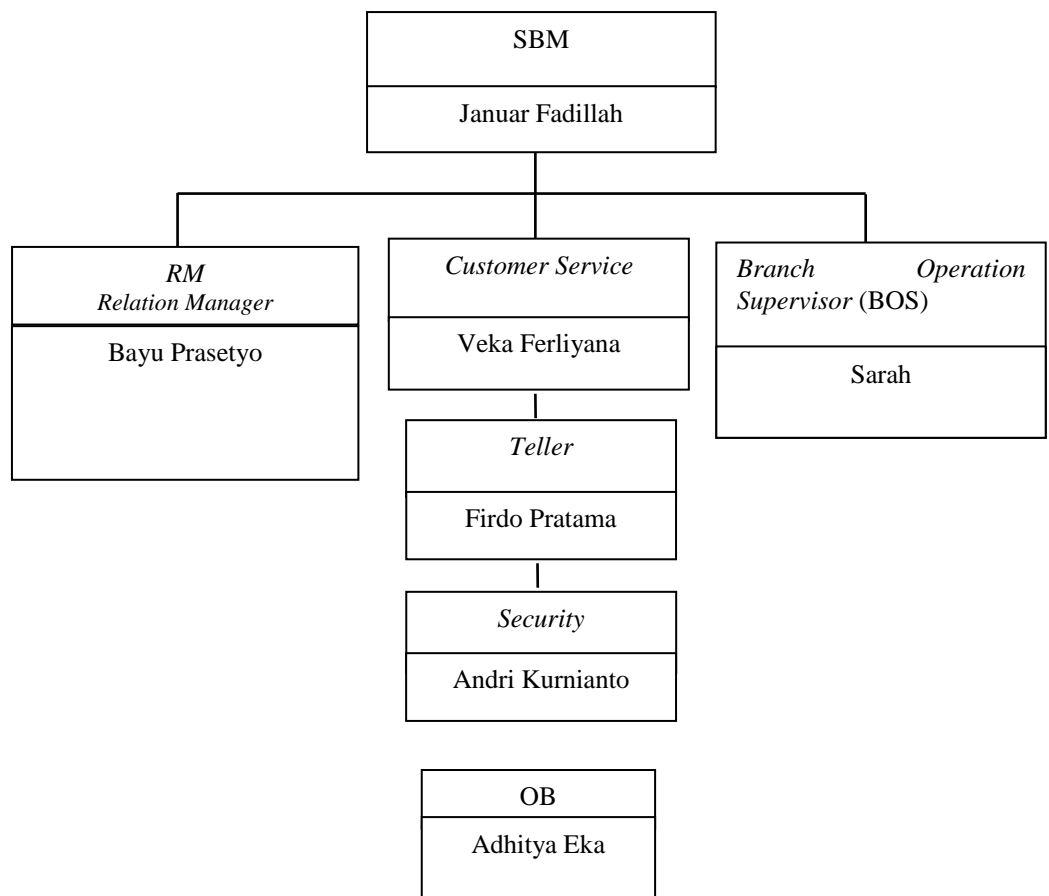 SBM
Januar Fadillah
RM
Relation Manager
Bayu Prasetyo
Customer Service
Veka Ferliyana
Branch Operation
Supervisor (BOS)
Sarah
Teller
Firdo Pratama
Security
Andri Kurnianto
OB
Adhitya Eka